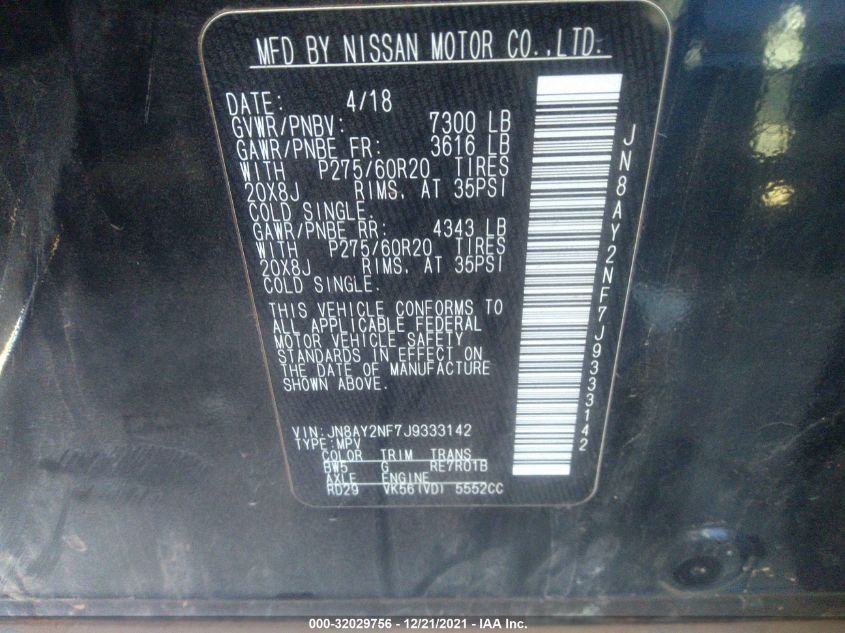 MFD BY NISSAN MOTOR CO.,LTD.
DATE: 4/18
GVWR/PNBV: 7300 LB
GAWR/PNBE FR: 3616 LB
WITH P275/60R20 TIRES
20X8J RIMS, AT 35PSI
COLD SINGLE.
GAWR/PNBE RR: 4343 LB
WITH P275/60R20 TIRES
20X8J RIMS, AT 35PSI
COLD SINGLE.
THIS VEHICLE CONFORMS TO
ALL APPLICABLE FEDERAL
MOTOR VEHICLE SAFETY
STANDARDS IN EFFECT ON
THE DATE OF MANUFACTURE
SHOWN ABOVE.
VIN:JN8AY2NF7J9333142
TYPE:MPV
COLOR TRIM TRANS
BW5 G RE7R01B
AXLE ENGINE
RD29 VK56(VD) 5552CC
JN8AY2NF7J9333142
000-32029756 - 12/21/2021 - IAA Inc.